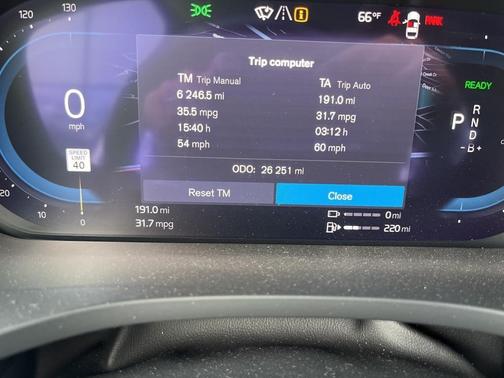 120
130
66°F
PARK
Trip computer
TM Trip Manual
TA Trip Auto
6 246.5 mi
191.0 mi
35.5 mpg
31.7 mpg
15:40 h
03:12 h
54 mph
60 mph
ODO: 26 251 mi
Reset TM
Close
0
mph
SPEED
LIMIT
40
20
10
0
READY
P
R
N
D
-B+
191.0 mi
31.7 mpg
0 mi
220 mi